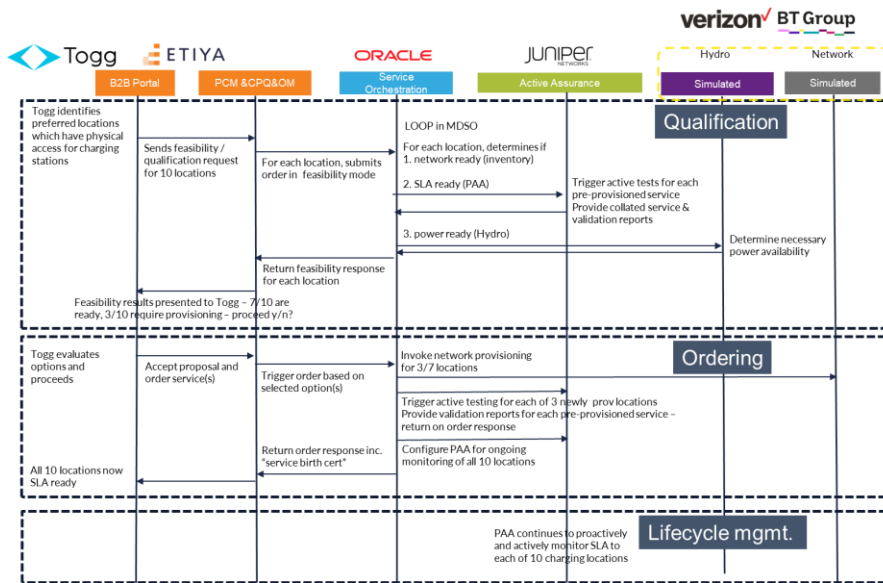 verizon BT Group
Togg
ETIYA
ORACLE
JUNIPER
NETWORKS
Hydro
Network
B2B Portal
PCM &CPQ&OM
Service
Orchestration
Active Assurance
Simulated
Simulated
Qualification
Togg identifies
preferred locations
which have physical
access for charging
stations
Sends feasibility /
qualification request
for 10 locations
For each location, submits
order in feasibility mode
LOOP in MDSO
For each location, determines if
1. network ready (inventory)
2. SLA ready (PAA)
Trigger active tests for each
pre-provisioned service
Provide collated service &
validation reports
3. power ready (Hydro)
Determine necessary
power availability
Return feasibility response
for each location
Feasibility results presented to Togg – 7/10 are
ready, 3/10 require provisioning – proceed y/n?
Ordering
Togg evaluates
options and
proceeds
Accept proposal and
order service(s)
Trigger order based on
selected option(s)
Invoke network provisioning
for 3/7 locations
Trigger active testing for each of 3 newly prov locations
Provide validation reports for each pre-provisioned service –
return on order response
Return order response inc.
"service birth cert"
Configure PAA for ongoing
monitoring of all 10 locations
All 10 locations now
SLA ready
Lifecycle mgmt.
PAA continues to proactively
and actively monitor SLA to
each of 10 charging locations